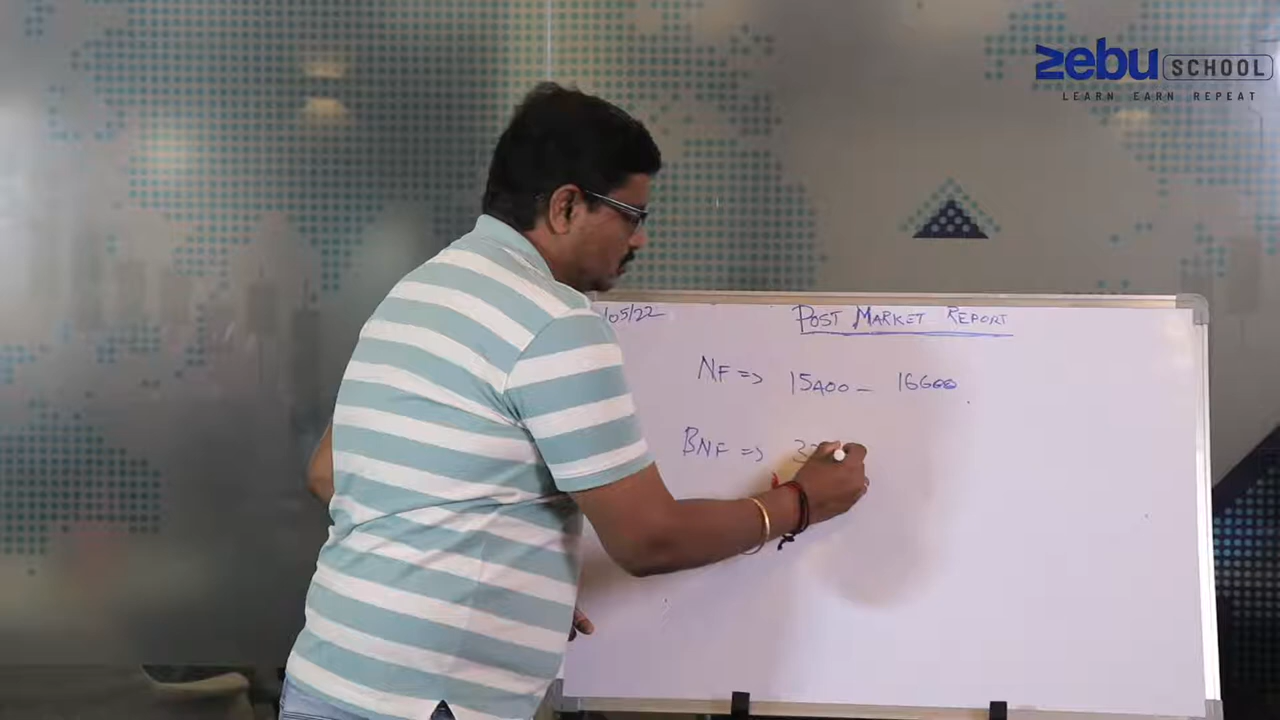 zebu SCHOOL
LEARN EARN REPEAT
/05/22 POST MARKET REPORT
NF => 15400 - 16600
BNF =>